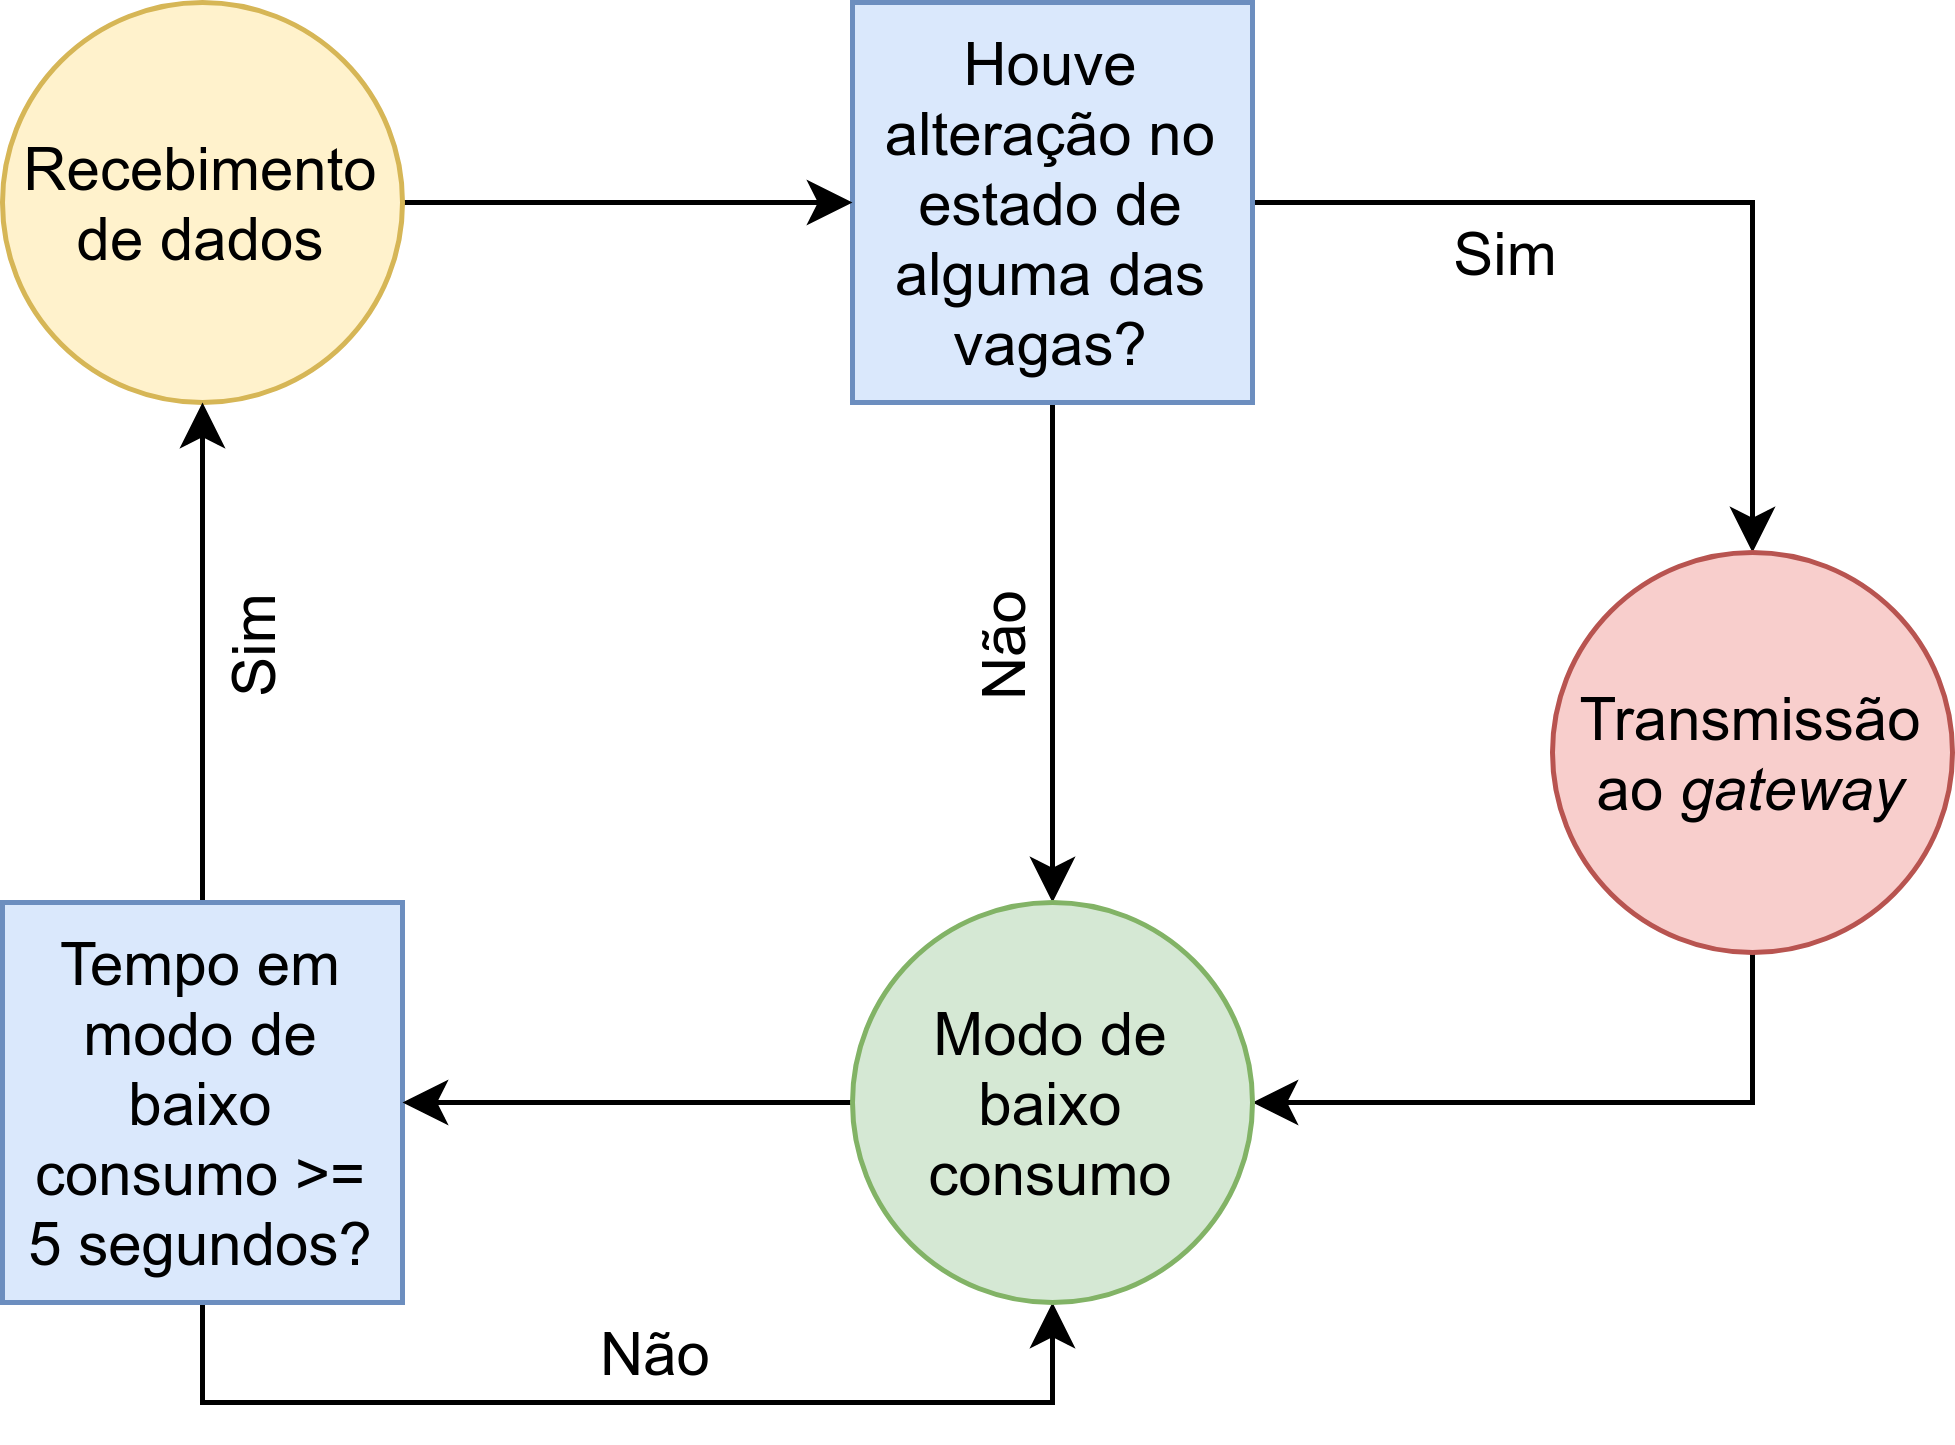 Recebimento
de dados
Houve
alteração no
estado de
alguma das
vagas?
Sim
Sim
Não
Transmissão
ao gateway
Tempo em
modo de
baixo
consumo >=
5 segundos?
Modo de
baixo
consumo
Não